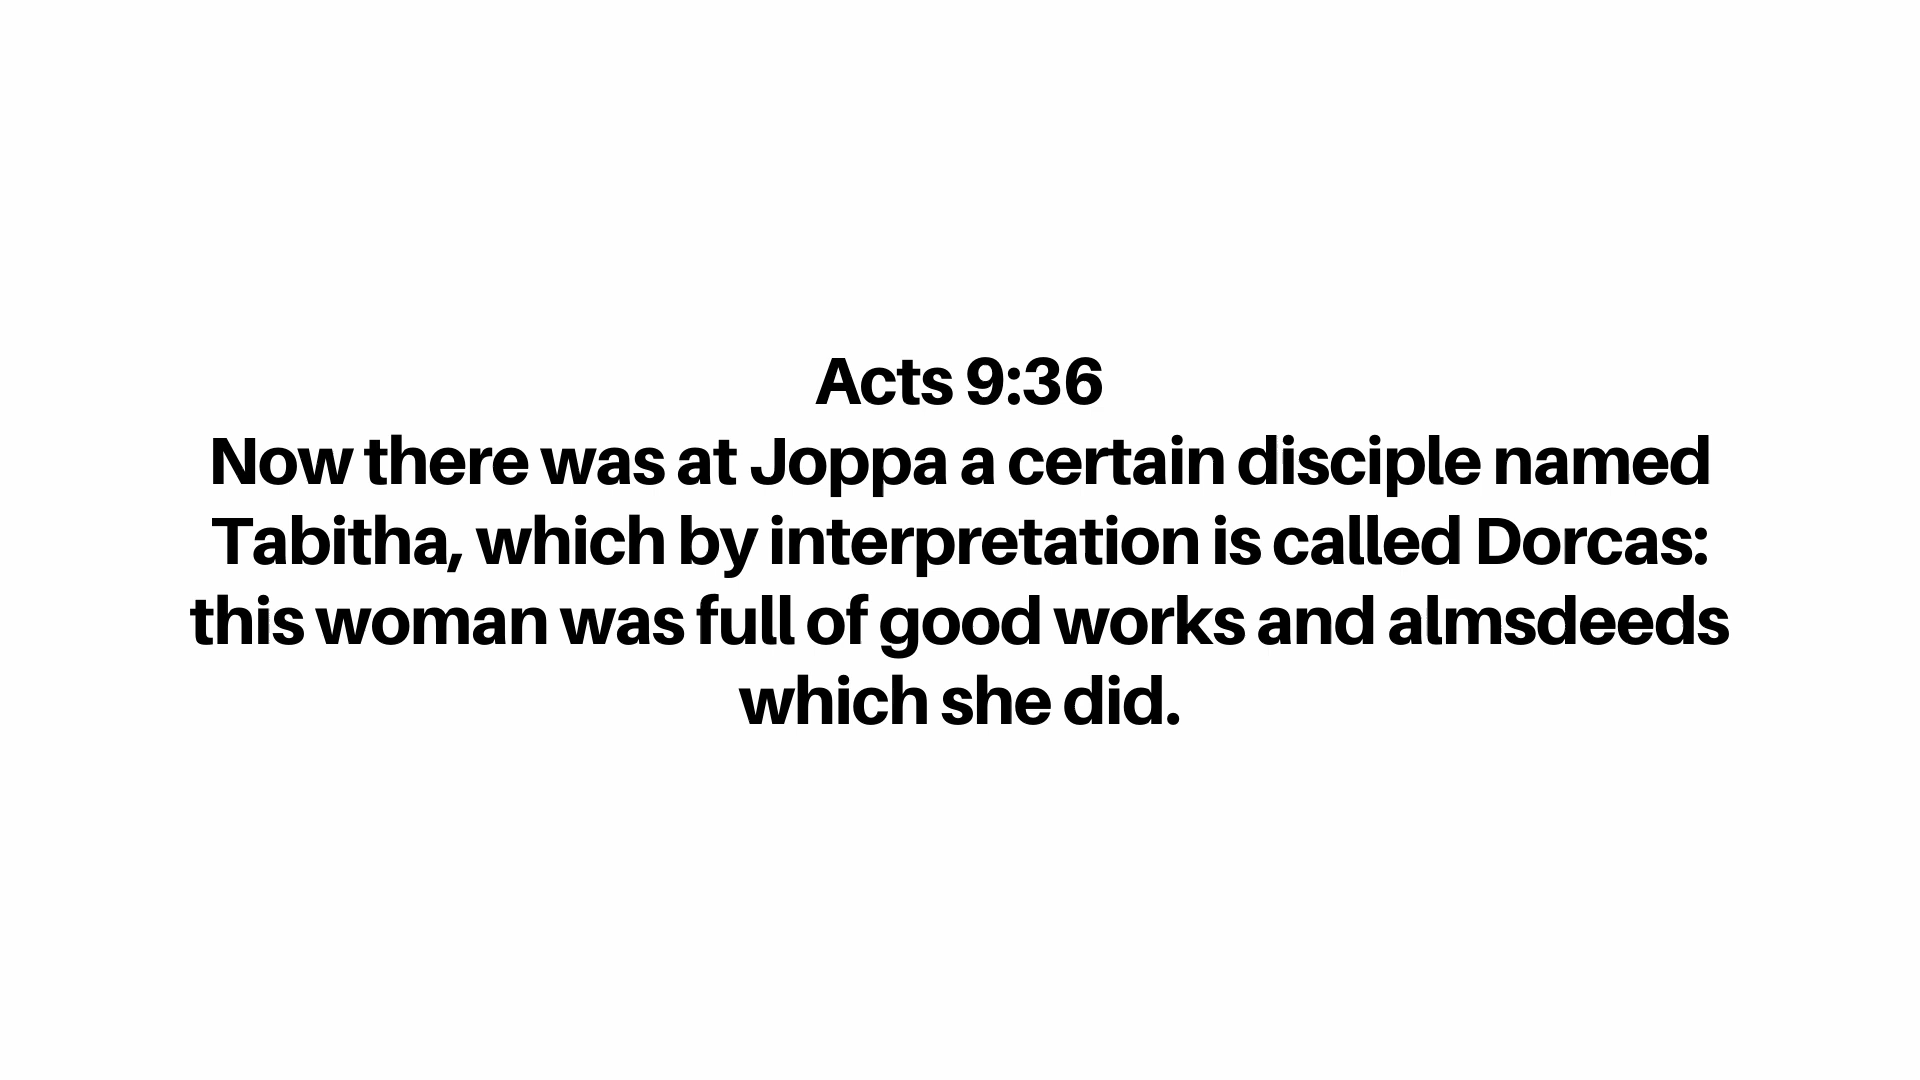 Acts 9:36
Now there was at Joppa a certain disciple named
Tabitha, which by interpretation is called Dorcas:
this woman was full of good works and almsdeeds
which she did.